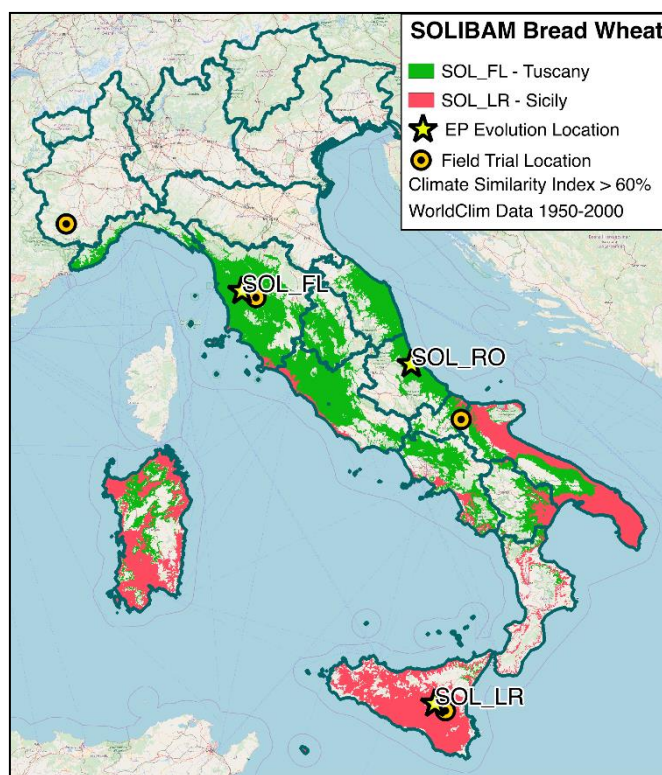 SOLIBAM Bread Wheat
SOL_FL - Tuscany
SOL_LR - Sicily
EP Evolution Location
Field Trial Location
Climate Similarity Index > 60%
WorldClim Data 1950-2000
SOL_FL
SOL_RO
SOL_LR